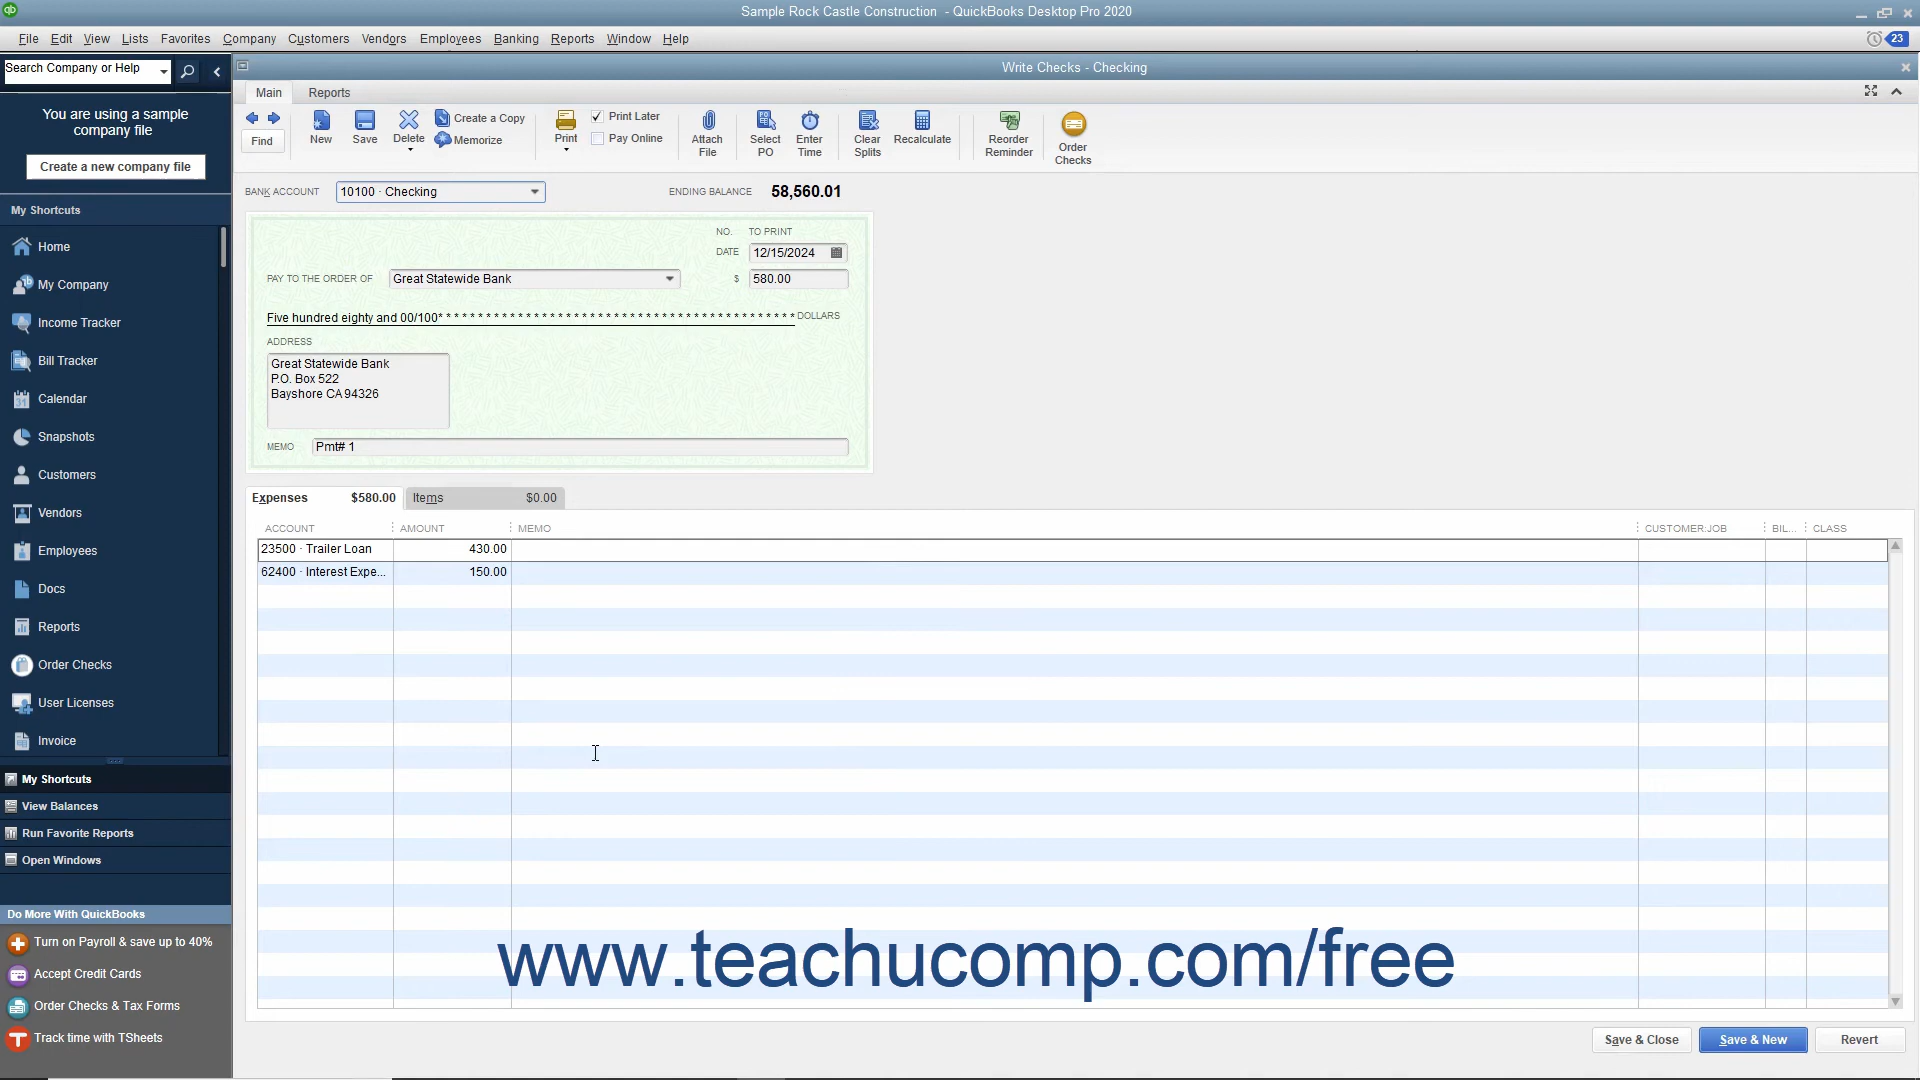 Sample Rock Castle Construction - QuickBooks Desktop Pro 2020
File Edit View Lists Favorites Company Customers Vendors Employees Banking Reports Window Help
23
Search Company or Help
Write Checks - Checking
You are using a sample
company file
Create a new company file
Main Reports
Find
New
Save
Delete
Create a Copy
Memorize
Print
Print Later
Pay Online
Attach
File
Select
PO
Enter
Time
Clear
Splits
Recalculate
Reorder
Reminder
Order
Checks
BANK ACCOUNT 10100 · Checking ENDING BALANCE 58,560.01
NO. TO PRINT
DATE 12/15/2024
PAY TO THE ORDER OF Great Statewide Bank $ 580.00
Five hundred eighty and 00/100* * * * * * * * * * * * * * * * * * * * * * * * * * * * * * * * * * * * * * * * * * * * DOLLARS
ADDRESS
Great Statewide Bank
P.O. Box 522
Bayshore CA 94326
MEMO Pmt# 1
Expenses $580.00 Items $0.00
ACCOUNT AMOUNT MEMO CUSTOMER:JOB BIL... CLASS
23500 · Trailer Loan 430.00
62400 · Interest Expe... 150.00
My Shortcuts
Home
My Company
Income Tracker
Bill Tracker
Calendar
Snapshots
Customers
Vendors
Employees
Docs
Reports
Order Checks
User Licenses
Invoice
My Shortcuts
View Balances
Run Favorite Reports
Open Windows
Do More With QuickBooks
Turn on Payroll & save up to 40%
Accept Credit Cards
Order Checks & Tax Forms
Track time with TSheets
www.teachucomp.com/free
Save & Close Save & New Revert